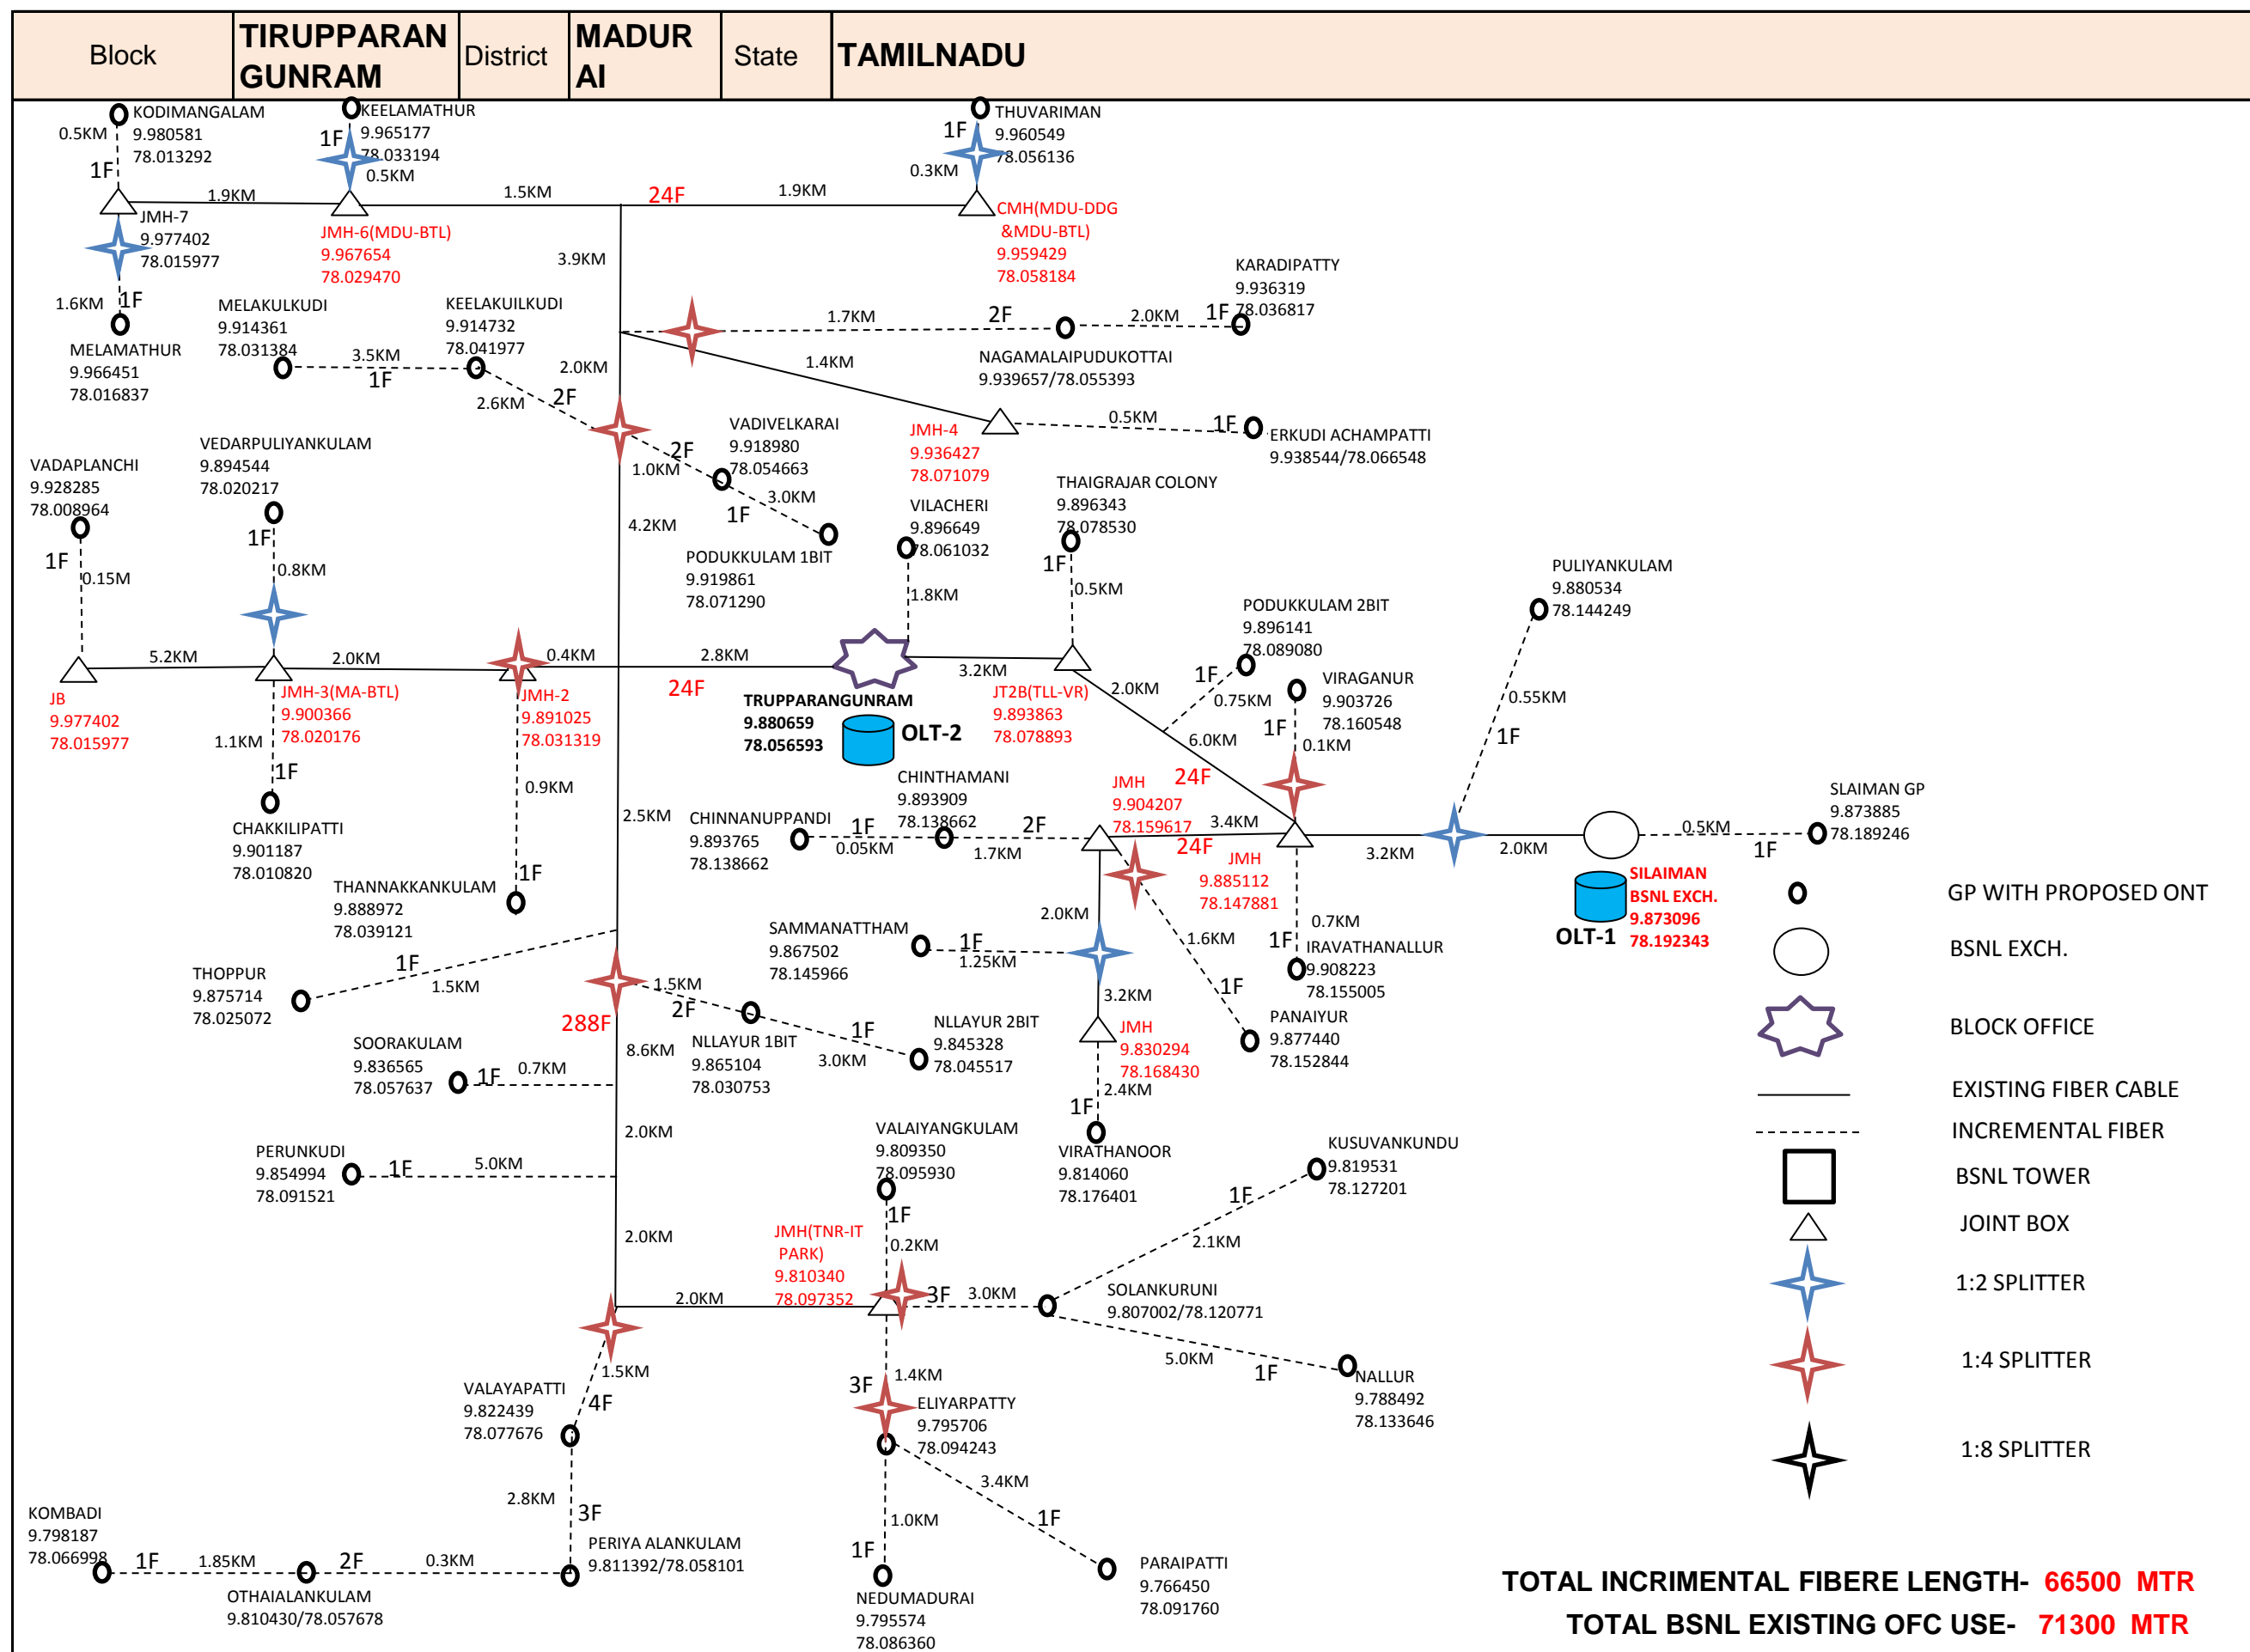 Block
TIRUPPARAN
GUNRAM
District
MADUR
AI
State
TAMILNADU
KODIMANGALAM
9.980581
78.013292
0.5KM
1F
KEELAMATHUR
9.965177
78.033194
1F
0.5KM
THUVARIMAN
9.960549
78.056136
1F
0.3KM
1.9KM
1.5KM
24F
1.9KM
JMH-7
9.977402
78.015977
JMH-6(MDU-BTL)
9.967654
78.029470
CMH(MDU-DDG
&MDU-BTL)
9.959429
78.058184
3.9KM
1.6KM
1F
MELAMATHUR
9.966451
78.016837
MELAKULKUDI
9.914361
78.031384
KEELAKUILKUDI
9.914732
78.041977
3.5KM
1F
2.6KM
2F
2.0KM
1.7KM
2F
2.0KM
1F
KARADIPATTY
9.936319
78.036817
NAGAMALAIPUDUKOTTAI
9.939657/78.055393
1.4KM
JMH-4
9.936427
78.071079
0.5KM
1F
ERKUDI ACHAMPATTI
9.938544/78.066548
VADIVELKARAI
9.918980
78.054663
2F
1.0KM
3.0KM
1F
PODUKKULAM 1BIT
9.919861
78.071290
4.2KM
VEDARPULIYANKULAM
9.894544
78.020217
1F
0.8KM
VADAPLANCHI
9.928285
78.008964
1F
0.15M
VILACHERI
9.896649
78.061032
1.8KM
THAIGRAJAR COLONY
9.896343
78.078530
1F
0.5KM
PODUKKULAM 2BIT
9.896141
78.089080
1F
0.75KM
PULIYANKULAM
9.880534
78.144249
0.55KM
1F
VIRAGANUR
9.903726
78.160548
1F
0.1KM
5.2KM
2.0KM
0.4KM
2.8KM
24F
3.2KM
2.0KM
6.0KM
24F
JB
9.977402
78.015977
JMH-3(MA-BTL)
9.900366
78.020176
JMH-2
9.891025
78.031319
TRUPPARANGUNRAM
9.880659
78.056593
OLT-2
JT2B(TLL-VR)
9.893863
78.078893
1.1KM
1F
CHAKKILIPATTI
9.901187
78.010820
0.9KM
1F
THANNAKKANKULAM
9.888972
78.039121
2.5KM
CHINNANUPPANDI
9.893765
78.138662
1F
0.05KM
CHINTHAMANI
9.893909
78.138662
2F
1.7KM
JMH
9.904207
78.159617
3.4KM
24F
JMH
9.885112
78.147881
3.2KM
2.0KM
0.5KM
1F
SLAIMAN GP
9.873885
78.189246
SILAIMAN
BSNL EXCH.
9.873096
78.192343
OLT-1
0.7KM
1F
IRAVATHANALLUR
9.908223
78.155005
SAMMANATTHAM
9.867502
78.145966
1F
1.25KM
2.0KM
1.6KM
1F
PANAIYUR
9.877440
78.152844
3.2KM
JMH
9.830294
78.168430
2.4KM
1F
VIRATHANOOR
9.814060
78.176401
THOPPUR
9.875714
78.025072
1F
1.5KM
288F
1.5KM
2F
NLLAYUR 1BIT
9.865104
78.030753
1F
3.0KM
NLLAYUR 2BIT
9.845328
78.045517
8.6KM
SOORAKULAM
9.836565
78.057637
1F
0.7KM
2.0KM
PERUNKUDI
9.854994
78.091521
1F
5.0KM
2.0KM
VALAIYANGKULAM
9.809350
78.095930
1F
0.2KM
JMH(TNR-IT
PARK)
9.810340
78.097352
2.0KM
3F
3.0KM
SOLANKURUNI
9.807002/78.120771
KUSUVANKUNDU
9.819531
78.127201
1F
2.1KM
5.0KM
1F
NALLUR
9.788492
78.133646
1.5KM
4F
VALAYAPATTI
9.822439
78.077676
1.4KM
3F
ELIYARPATTY
9.795706
78.094243
2.8KM
3F
3.4KM
1F
PARAIPATTI
9.766450
78.091760
1.0KM
1F
NEDUMADURAI
9.795574
78.086360
KOMBADI
9.798187
78.066998
1F
1.85KM
2F
0.3KM
OTHAIALANKULAM
9.810430/78.057678
PERIYA ALANKULAM
9.811392/78.058101
GP WITH PROPOSED ONT
BSNL EXCH.
BLOCK OFFICE
EXISTING FIBER CABLE
INCREMENTAL FIBER
BSNL TOWER
JOINT BOX
1:2 SPLITTER
1:4 SPLITTER
1:8 SPLITTER
TOTAL INCRIMENTAL FIBERE LENGTH- 66500 MTR
TOTAL BSNL EXISTING OFC USE- 71300 MTR